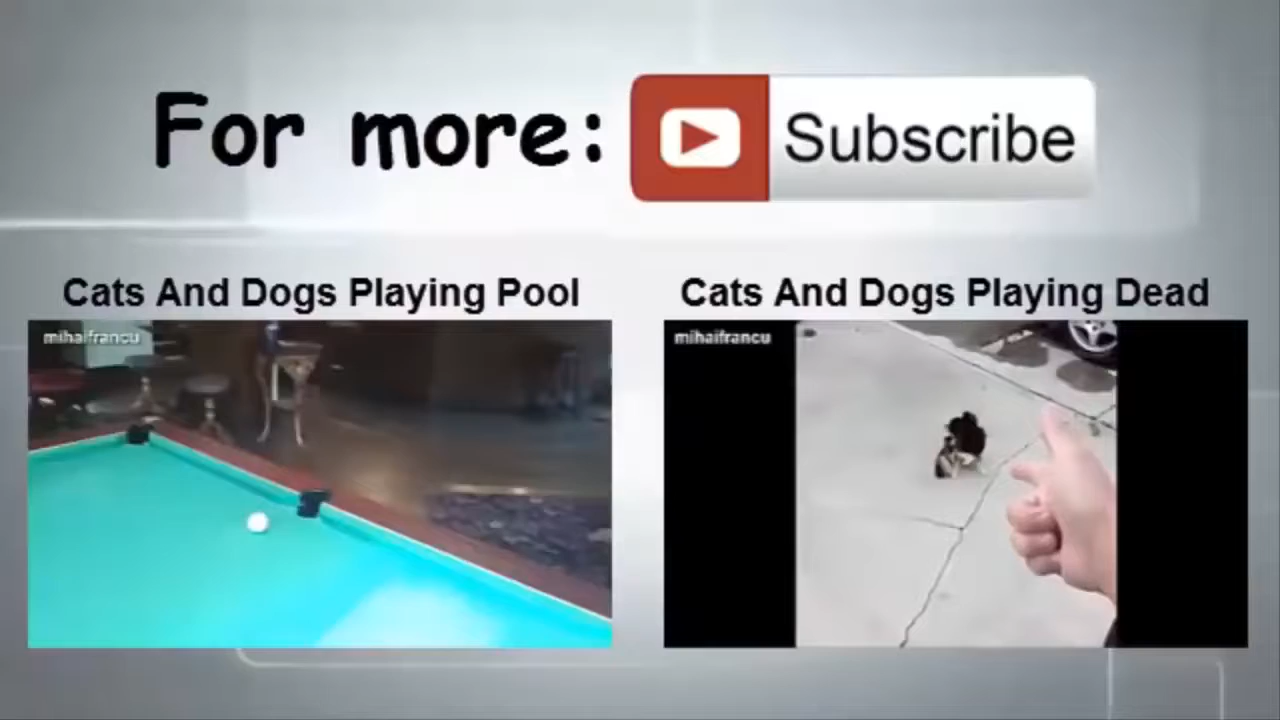 For more: Subscribe
Cats And Dogs Playing Pool
Cats And Dogs Playing Dead
mihaifrancu
mihaifrancu